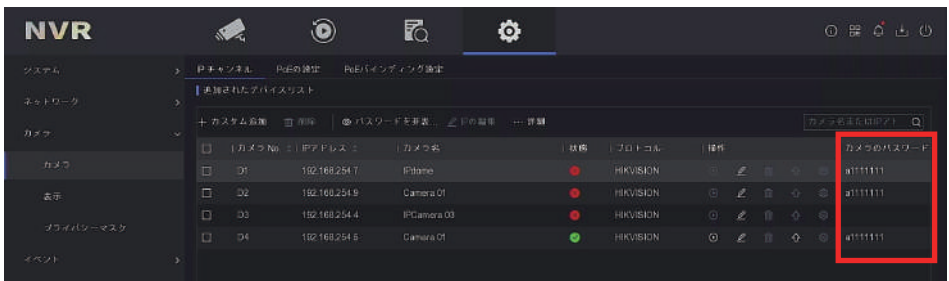 NVR
システム
ネットワーク
カメラ
カメラ
表示
プライバシーマスク
イベント
IPチャンネル PoEの設定 PoEバインディング設定
追加されたデバイスリスト
カスタム追加 削除 パスワードを非表... IPの編集 ... 詳細 カメラ名またはIPアド
カメラ No. IPアドレス カメラ名 状態 プロトコル 操作 カメラのパスワード
D1 192.168.254.7 IPdome HIKVISION a1111111
D2 192.168.254.9 Camera 01 HIKVISION a1111111
D3 192.168.254.4 IPCamera 03 HIKVISION
D4 192.168.254.6 Camera 01 HIKVISION a1111111